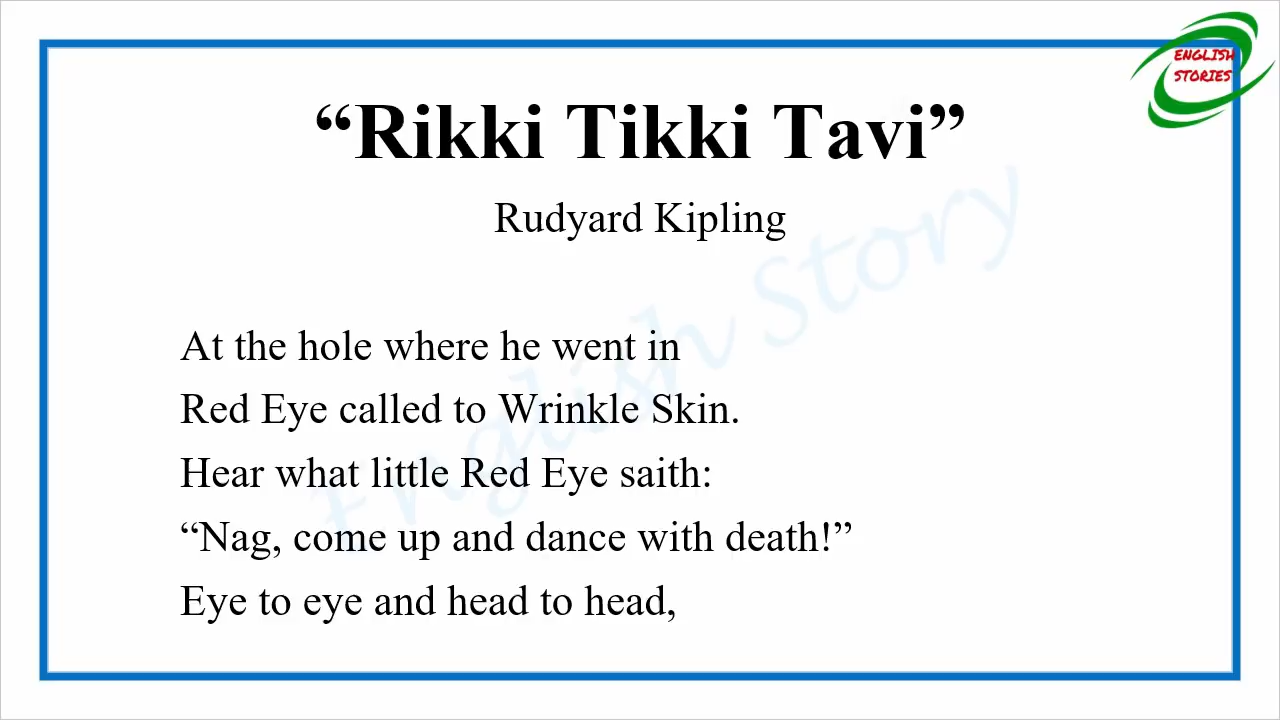 ENGLISH
STORIES
“Rikki Tikki Tavi”
Rudyard Kipling
At the hole where he went in
Red Eye called to Wrinkle Skin.
Hear what little Red Eye saith:
“Nag, come up and dance with death!”
Eye to eye and head to head,
English Story